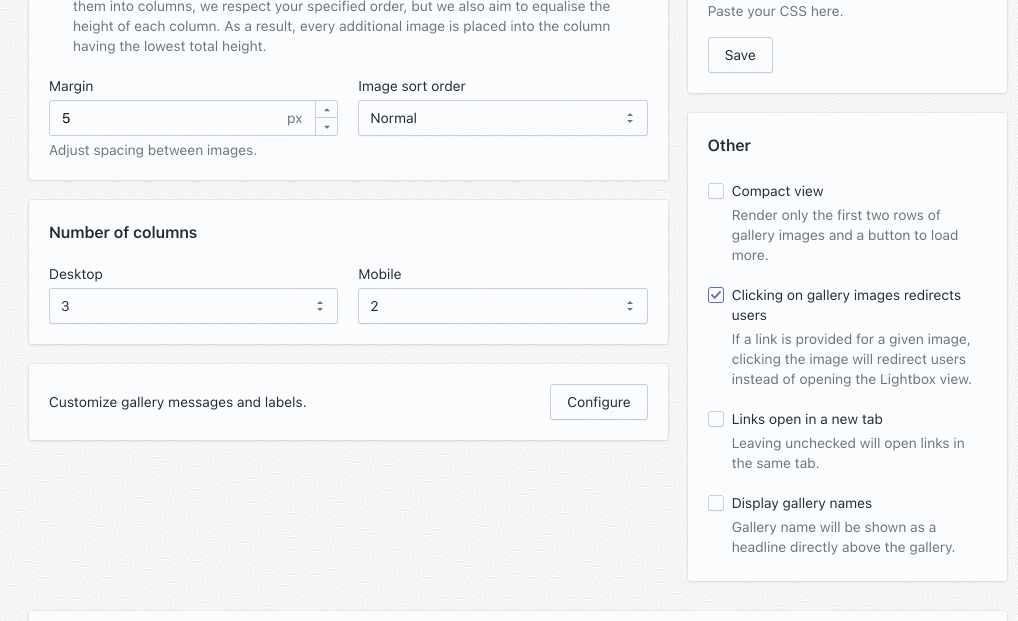 them into columns, we respect your specified order, but we also aim to equalise the
height of each column. As a result, every additional image is placed into the column
having the lowest total height.
Margin
5 px
Adjust spacing between images.
Image sort order
Normal
Number of columns
Desktop
3
Mobile
2
Customize gallery messages and labels.
Configure
Paste your CSS here.
Save
Other
Compact view
Render only the first two rows of
gallery images and a button to load
more.
Clicking on gallery images redirects
users
If a link is provided for a given image,
clicking the image will redirect users
instead of opening the Lightbox view.
Links open in a new tab
Leaving unchecked will open links in
the same tab.
Display gallery names
Gallery name will be shown as a
headline directly above the gallery.